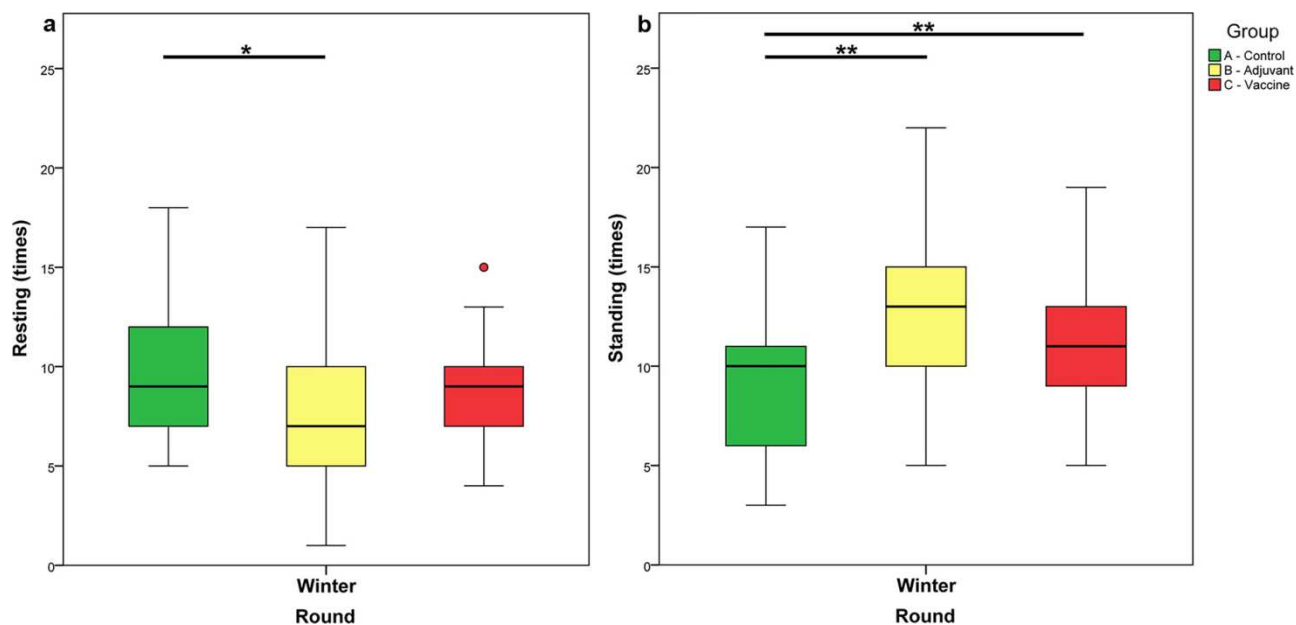 a
*
25
20
15
10
5
0
Resting (times)
Winter
Round
b
**
**
25
20
15
10
5
0
Standing (times)
Winter
Round
Group
A - Control
B - Adjuvant
C - Vaccine